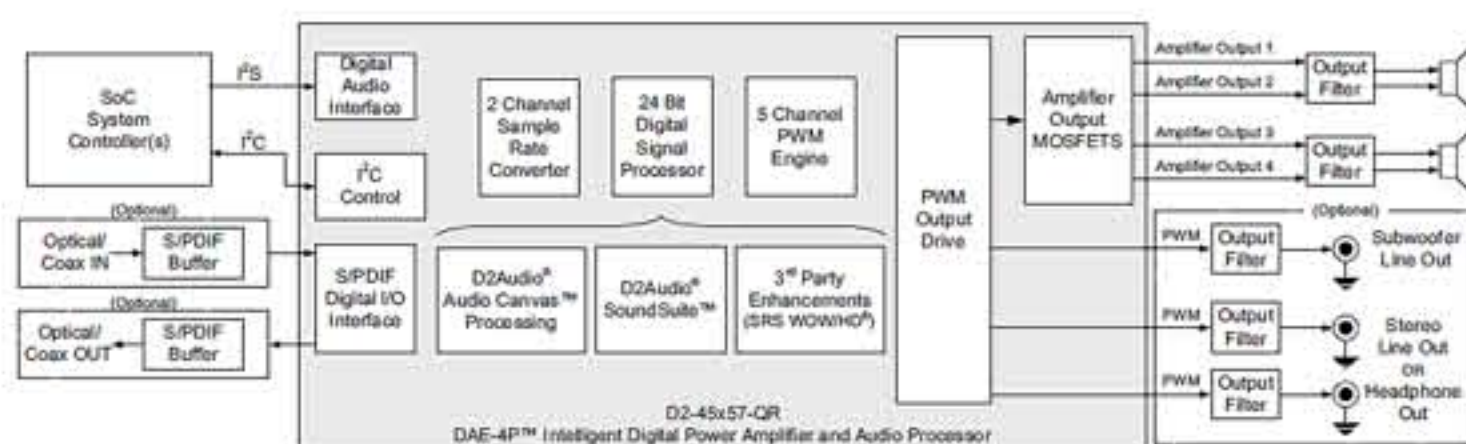 SoC
System
Controller(s)
I²S
I²C
Digital
Audio
Interface
I²C
Control
(Optional)
Optical/
Coax IN
S/PDIF
Buffer
(Optional)
Optical/
Coax OUT
S/PDIF
Buffer
S/PDIF
Digital I/O
Interface
2 Channel
Sample
Rate
Converter
24 Bit
Digital
Signal
Processor
5 Channel
PWM
Engine
D2Audio®
Audio Canvas™
Processing
D2Audio®
SoundSuite™
3rd Party
Enhancements
(SRS WOW/HD®)
PWM
Output
Drive
Amplifier
Output
MOSFETS
Amplifier Output 1
Amplifier Output 2
Output
Filter
Amplifier Output 3
Amplifier Output 4
Output
Filter
(Optional)
PWM
Output
Filter
Subwoofer
Line Out
PWM
Output
Filter
Stereo
Line Out
OR
Headphone
Out
PWM
Output
Filter
D2-45x57-QR
DAE-4P™ Intelligent Digital Power Amplifier and Audio Processor